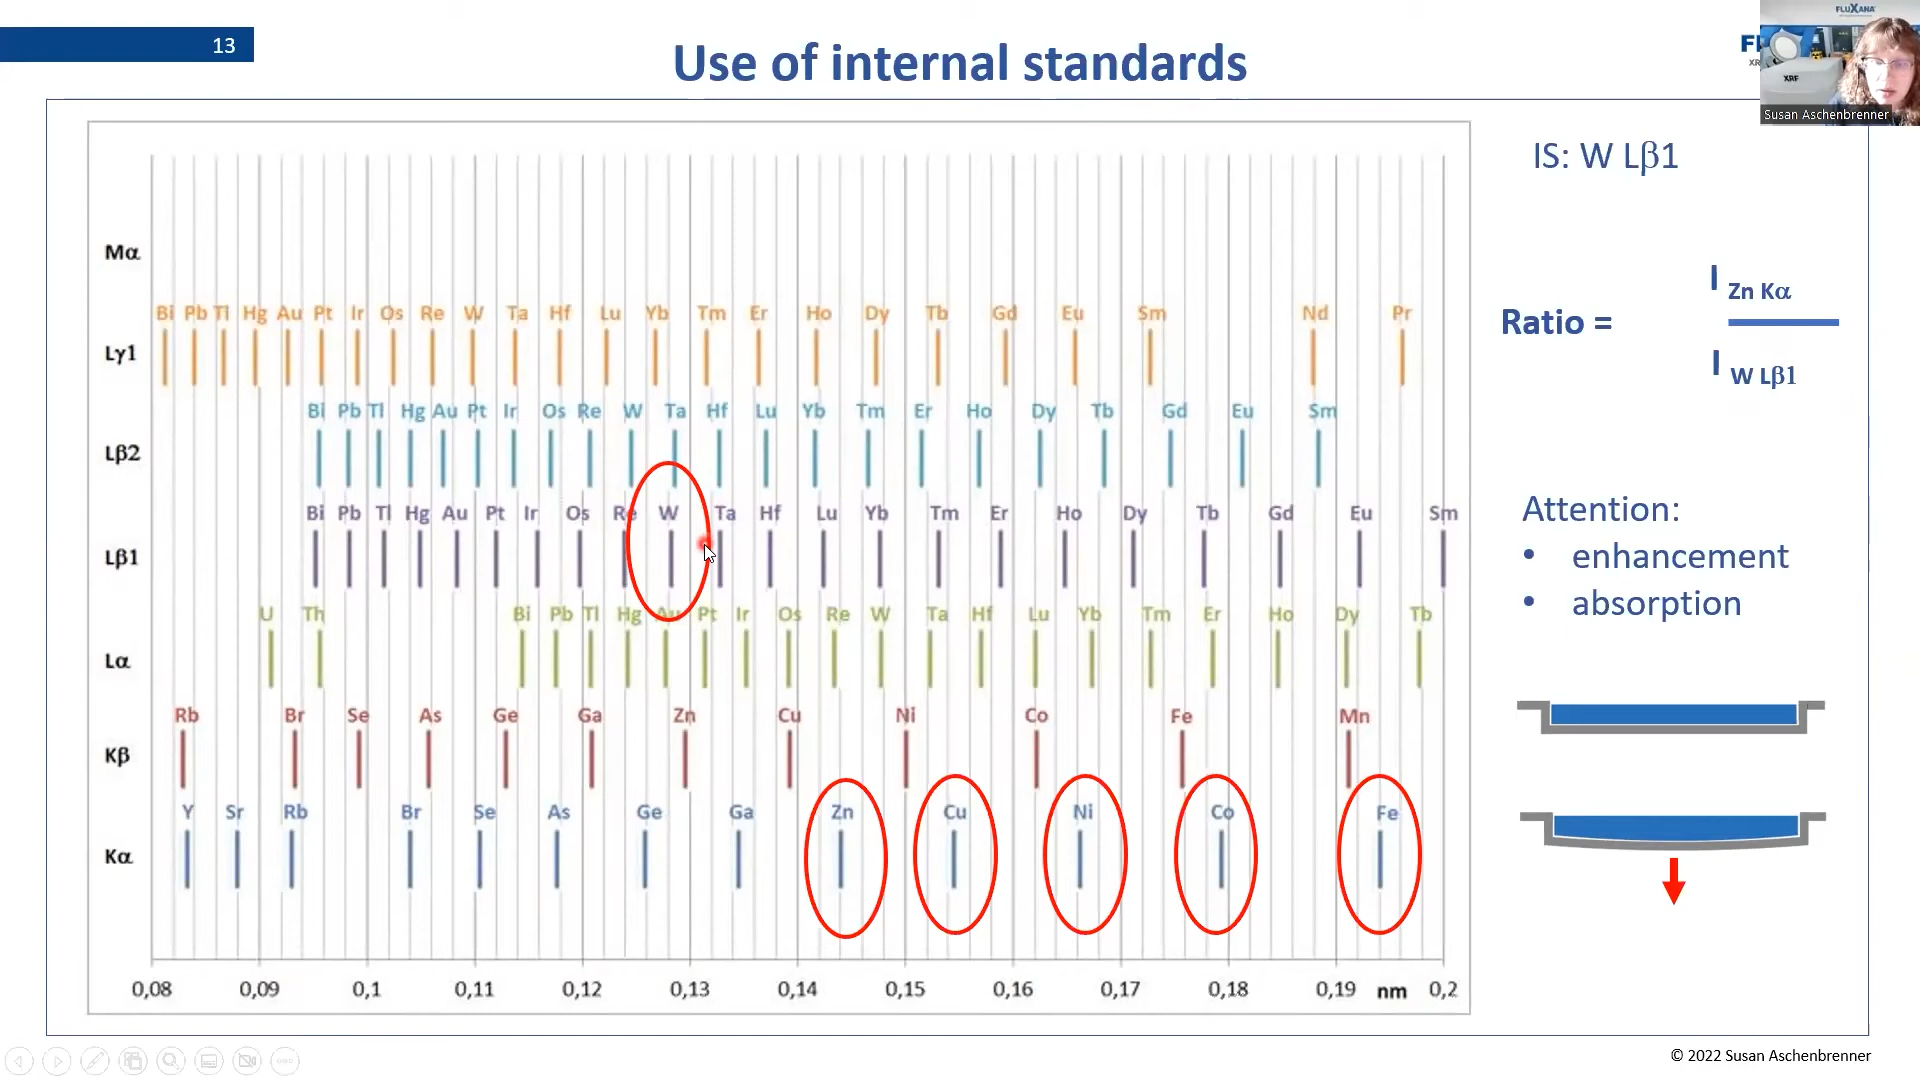 13
Use of internal standards
FLUXANA
XRF
Susan Aschenbrenner
IS: W Lβ1
Mα
Bi Pb Tl Hg Au Pt Ir Os Re W Ta Hf Lu Yb Tm Er Ho Dy Tb Gd Eu Sm Nd Pr
Lγ1
Bi Pb Tl Hg Au Pt Ir Os Re W Ta Hf Lu Yb Tm Er Ho Dy Tb Gd Eu Sm
Lβ2
Bi Pb Tl Hg Au Pt Ir Os Re W Ta Hf Lu Yb Tm Er Ho Dy Tb Gd Eu Sm
Lβ1
U Th Bi Pb Tl Hg Au Pt Ir Os Re W Ta Hf Lu Yb Tm Er Ho Dy Tb
Lα
Rb Br Se As Ge Ga Zn Cu Ni Co Fe Mn
Kβ
Y Sr Rb Br Se As Ge Ga Zn Cu Ni Co Fe
Kα
0,08 0,09 0,1 0,11 0,12 0,13 0,14 0,15 0,16 0,17 0,18 0,19 nm 0,2
I Zn Kα
Ratio =
I W Lβ1
Attention:
• enhancement
• absorption
© 2022 Susan Aschenbrenner